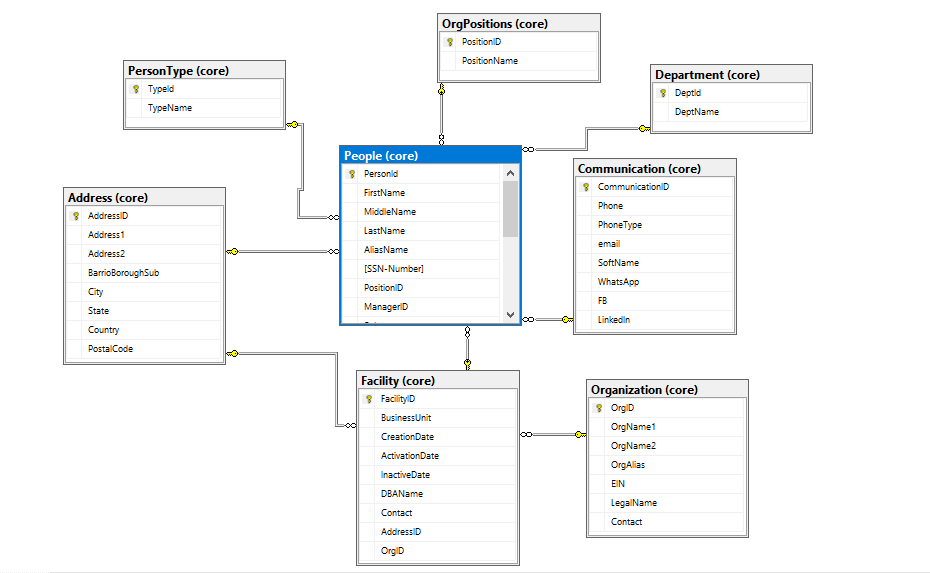 OrgPositions (core)
PositionID
PositionName
PersonType (core)
TypeId
TypeName
Department (core)
DeptId
DeptName
People (core)
PersonId
FirstName
MiddleName
LastName
AliasName
[SSN-Number]
PositionID
ManagerID
Communication (core)
CommunicationID
Phone
PhoneType
email
SoftName
WhatsApp
FB
LinkedIn
Address (core)
AddressID
Address1
Address2
BarrioBoroughSub
City
State
Country
PostalCode
Facility (core)
FacilityID
BusinessUnit
CreationDate
ActivationDate
InactiveDate
DBAName
Contact
AddressID
OrgID
Organization (core)
OrgID
OrgName1
OrgName2
OrgAlias
EIN
LegalName
Contact